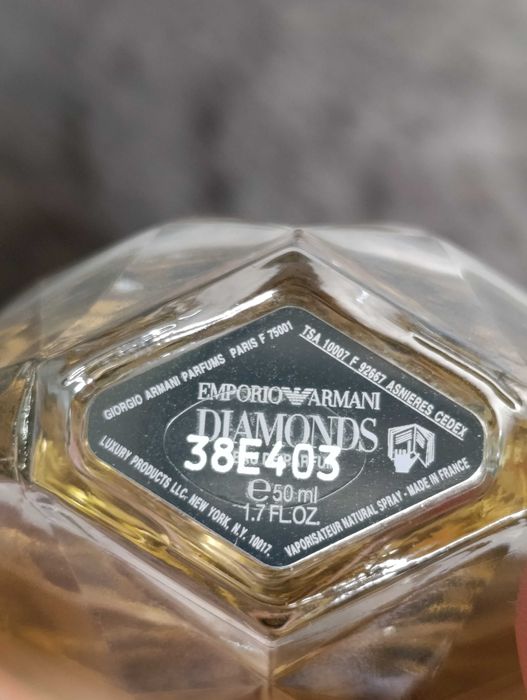 GIORGIO ARMANI PARFUMS PARIS F 75001
TSA 10007 F 92667 ASNIERES CEDEX
EMPORIO ARMANI
DIAMONDS
38E403
e 50 ml
1.7 FL.OZ.
LUXURY PRODUCTS LLC. NEW YORK, N.Y. 10017.
VAPORISATEUR NATURAL SPRAY - MADE IN FRANCE